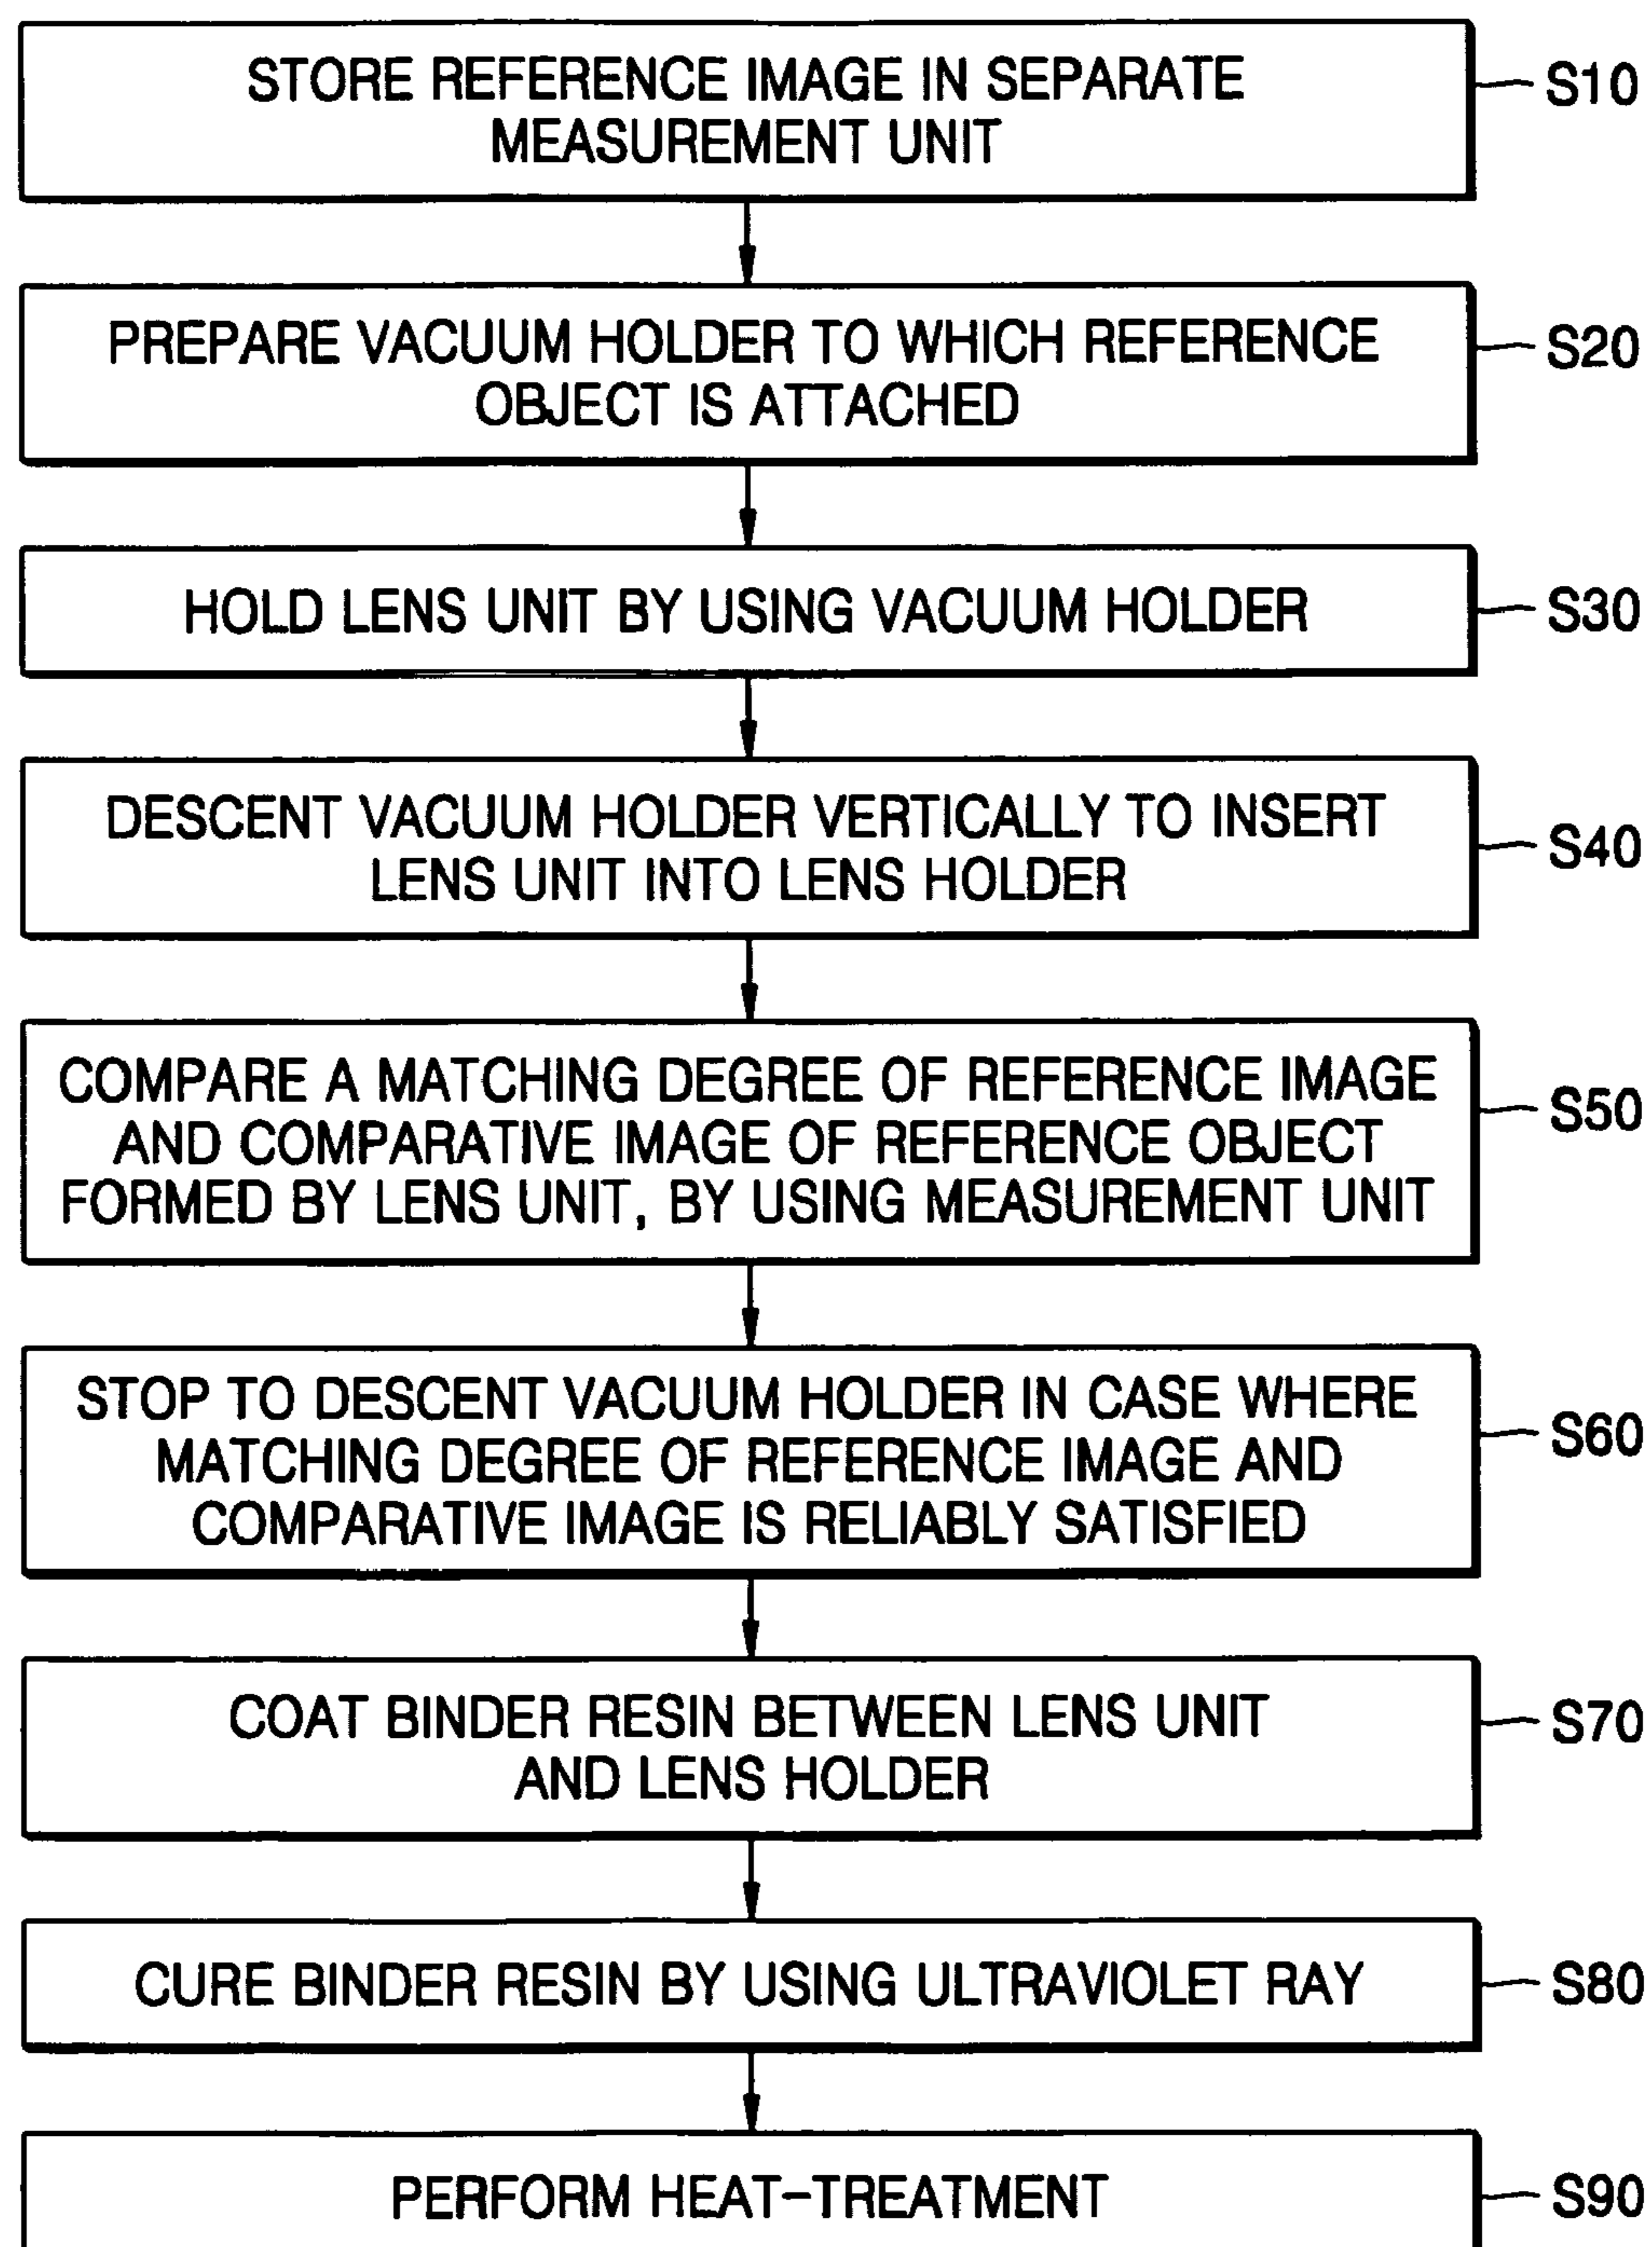 STORE REFERENCE IMAGE IN SEPARATE
MEASUREMENT UNIT
S10
PREPARE VACUUM HOLDER TO WHICH REFERENCE
OBJECT IS ATTACHED
S20
HOLD LENS UNIT BY USING VACUUM HOLDER
S30
DESCENT VACUUM HOLDER VERTICALLY TO INSERT
LENS UNIT INTO LENS HOLDER
S40
COMPARE A MATCHING DEGREE OF REFERENCE IMAGE
AND COMPARATIVE IMAGE OF REFERENCE OBJECT
FORMED BY LENS UNIT, BY USING MEASUREMENT UNIT
S50
STOP TO DESCENT VACUUM HOLDER IN CASE WHERE
MATCHING DEGREE OF REFERENCE IMAGE AND
COMPARATIVE IMAGE IS RELIABLY SATISFIED
S60
COAT BINDER RESIN BETWEEN LENS UNIT
AND LENS HOLDER
S70
CURE BINDER RESIN BY USING ULTRAVIOLET RAY
S80
PERFORM HEAT-TREATMENT
S90